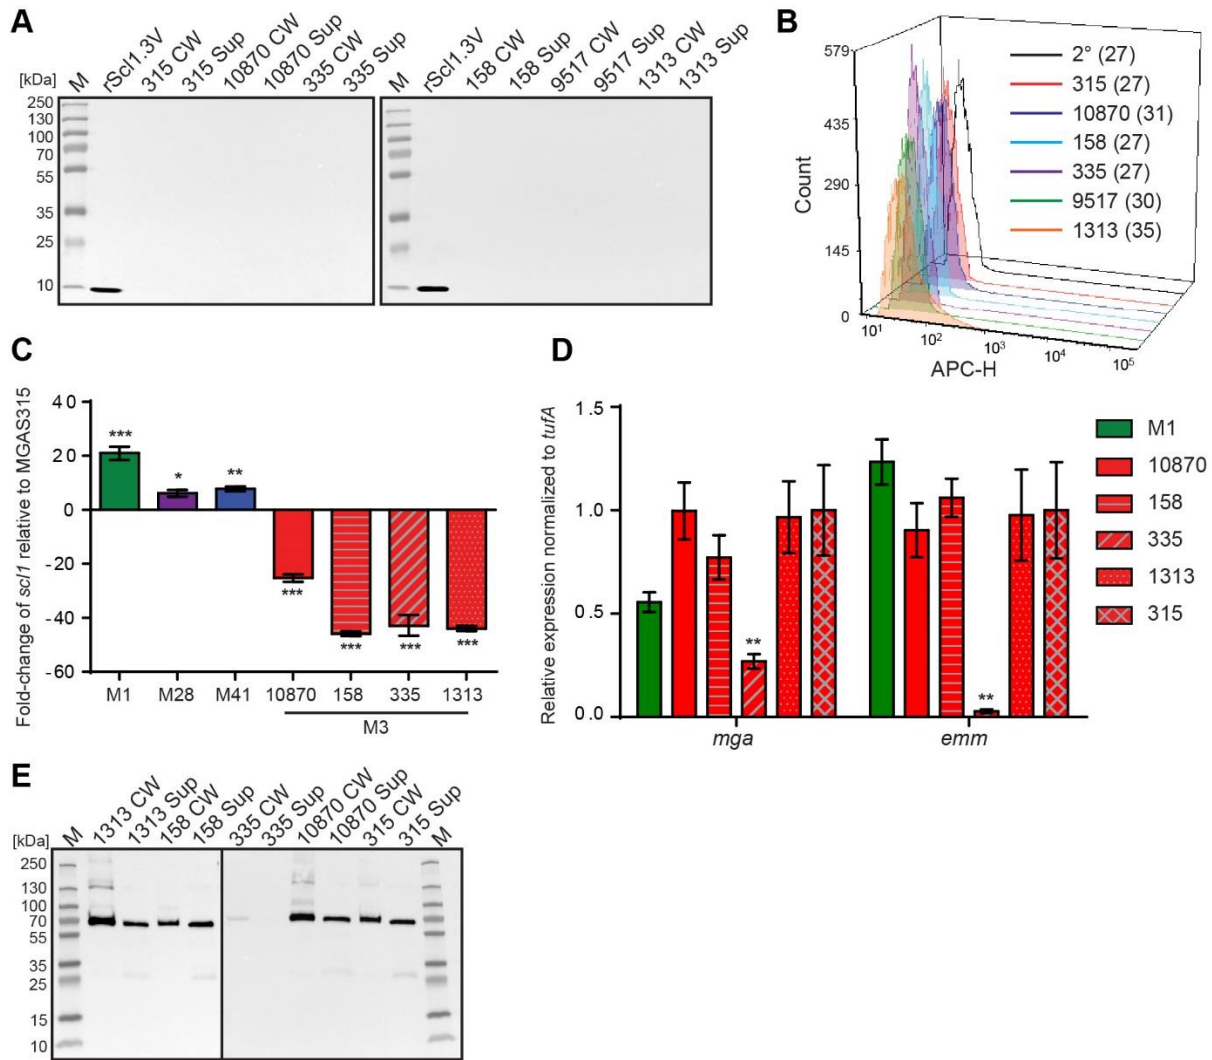 A
[kDa] M rScl1.3V 315 CW 315 Sup 10870 CW 10870 Sup 335 CW 335 Sup M rScl1.3V 158 CW 158 Sup 9517 CW 9517 Sup 1313 CW 1313 Sup
250
130
100
70
55
35
25
10
B
579
435
290
145
0
Count
10¹ 10² 10³ 10⁴ 10⁵
APC-H
2° (27)
315 (27)
10870 (31)
158 (27)
335 (27)
9517 (30)
1313 (35)
C
Fold-change of scl1 relative to MGAS315
40
20
0
-20
-40
-60
*** * ** *** *** *** ***
M1 M28 M41 10870 158 335 1313
M3
D
Relative expression normalized to tufA
1.5
1.0
0.5
0.0
** **
mga emm
M1
10870
158
335
1313
315
E
[kDa] M 1313 CW 1313 Sup 158 CW 158 Sup 335 CW 335 Sup 10870 CW 10870 Sup 315 CW 315 Sup M
250
130
100
70
55
35
25
15
10